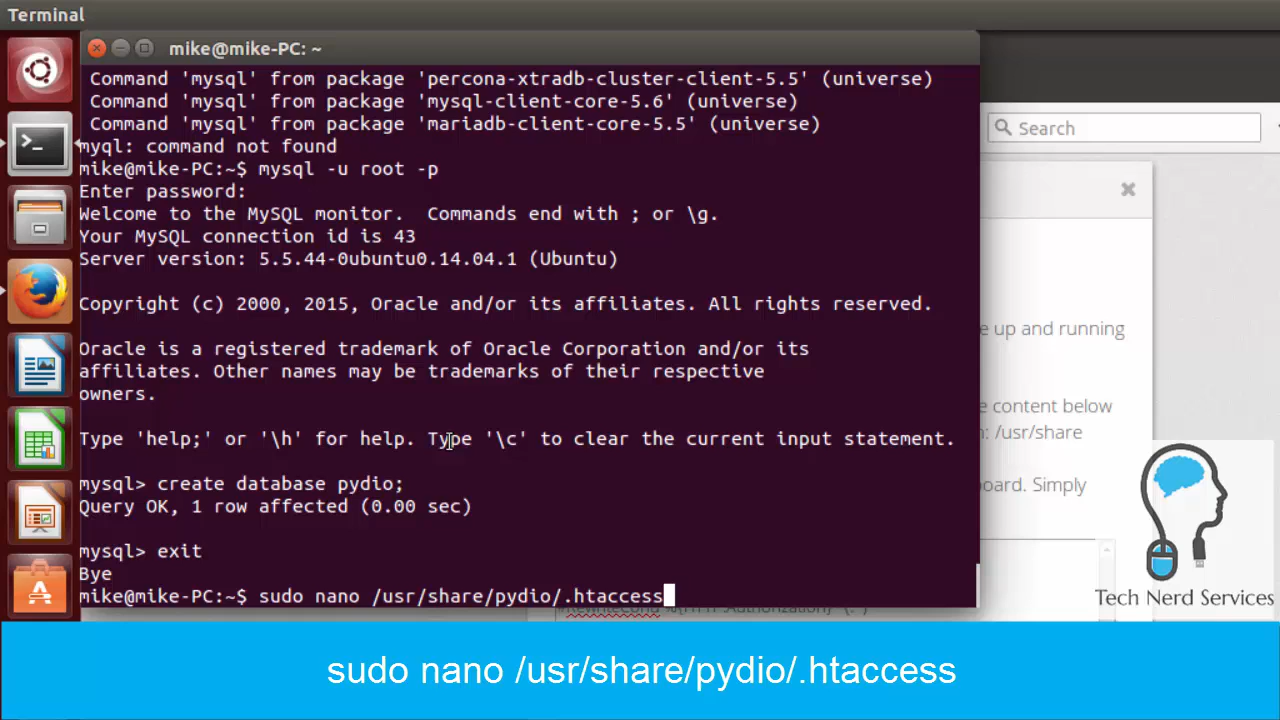 Terminal
mike@mike-PC: ~
Command 'mysql' from package 'percona-xtradb-cluster-client-5.5' (universe)
Command 'mysql' from package 'mysql-client-core-5.6' (universe)
Command 'mysql' from package 'mariadb-client-core-5.5' (universe)
myql: command not found
mike@mike-PC:~$ mysql -u root -p
Enter password:
Welcome to the MySQL monitor.  Commands end with ; or \g.
Your MySQL connection id is 43
Server version: 5.5.44-0ubuntu0.14.04.1 (Ubuntu)
Copyright (c) 2000, 2015, Oracle and/or its affiliates. All rights reserved.
Oracle is a registered trademark of Oracle Corporation and/or its
affiliates. Other names may be trademarks of their respective
owners.
Type 'help;' or '\h' for help. Type '\c' to clear the current input statement.
mysql> create database pydio;
Query OK, 1 row affected (0.00 sec)
mysql> exit
Bye
mike@mike-PC:~$ sudo nano /usr/share/pydio/.htaccess
Search
e up and running
e content below
n: /usr/share
oard. Simply
Tech Nerd Services
sudo nano /usr/share/pydio/.htaccess